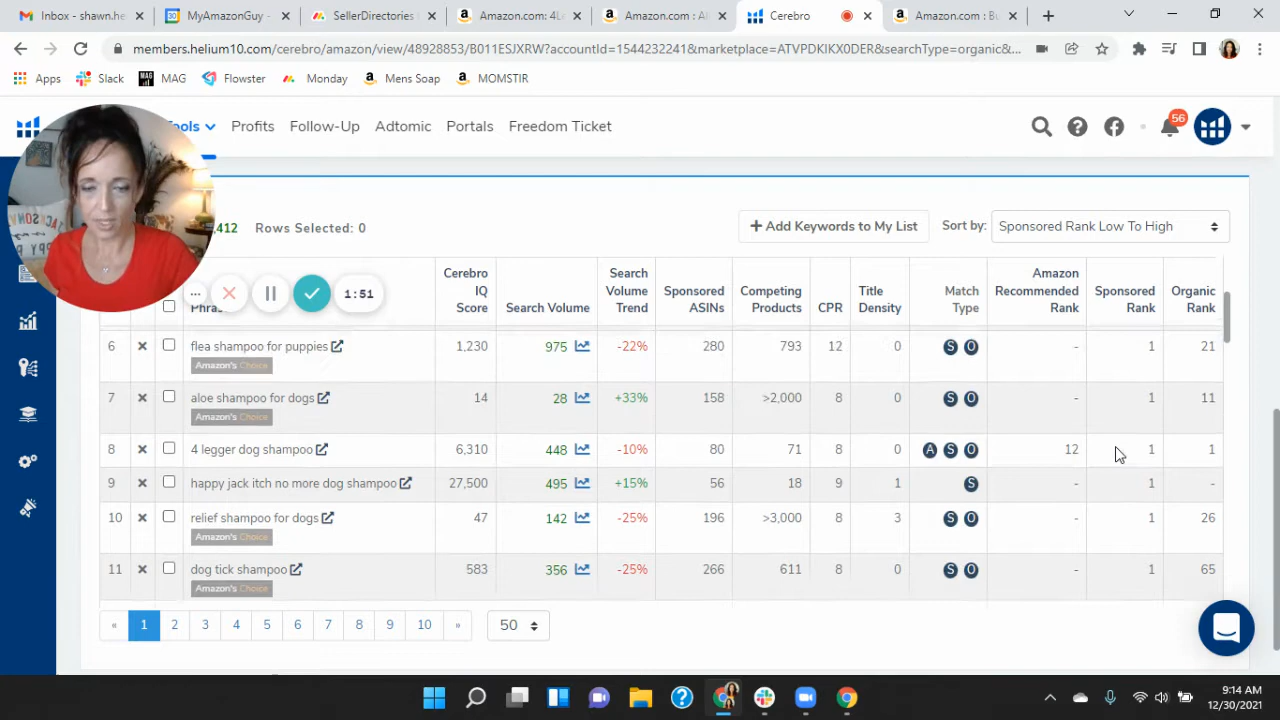 Inbox - shawn.he
MyAmazonGuy -
SellerDirectories
Amazon.com: 4L
Amazon.com : A
Cerebro
Amazon.com : B
members.helium10.com/cerebro/amazon/view/48928853/B011ESJXRW?accountId=1544232241&marketplace=ATVPDKIKX0DER&searchType=organic&...
Apps
Slack
MAG
Flowster
Monday
Mens Soap
MOMSTIR
Tools
Profits
Follow-Up
Adtomic
Portals
Freedom Ticket
56
,412
Rows Selected: 0
+ Add Keywords to My List
Sort by:
Sponsored Rank Low To High
... 1:51
Phrase
Cerebro IQ Score
Search Volume
Search Volume Trend
Sponsored ASINs
Competing Products
CPR
Title Density
Match Type
Amazon Recommended Rank
Sponsored Rank
Organic Rank
6 flea shampoo for puppies 1,230 975 -22% 280 793 12 0 S O - 1 21
Amazon's Choice
7 aloe shampoo for dogs 14 28 +33% 158 >2,000 8 0 S O - 1 11
Amazon's Choice
8 4 legger dog shampoo 6,310 448 -10% 80 71 8 0 A S O 12 1 1
9 happy jack itch no more dog shampoo 27,500 495 +15% 56 18 9 1 S - 1 -
10 relief shampoo for dogs 47 142 -25% 196 >3,000 8 3 S O - 1 26
Amazon's Choice
11 dog tick shampoo 583 356 -25% 266 611 8 0 S O - 1 65
Amazon's Choice
« 1 2 3 4 5 6 7 8 9 10 » 50
9:14 AM
12/30/2021